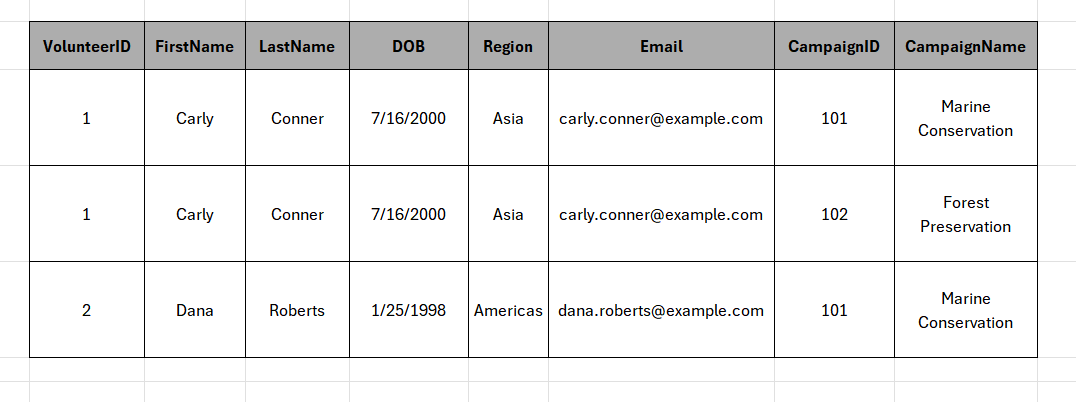 VolunteerID FirstName LastName DOB Region Email CampaignID CampaignName
1 Carly Conner 7/16/2000 Asia carly.conner@example.com 101 Marine
Conservation
1 Carly Conner 7/16/2000 Asia carly.conner@example.com 102 Forest
Preservation
2 Dana Roberts 1/25/1998 Americas dana.roberts@example.com 101 Marine
Conservation